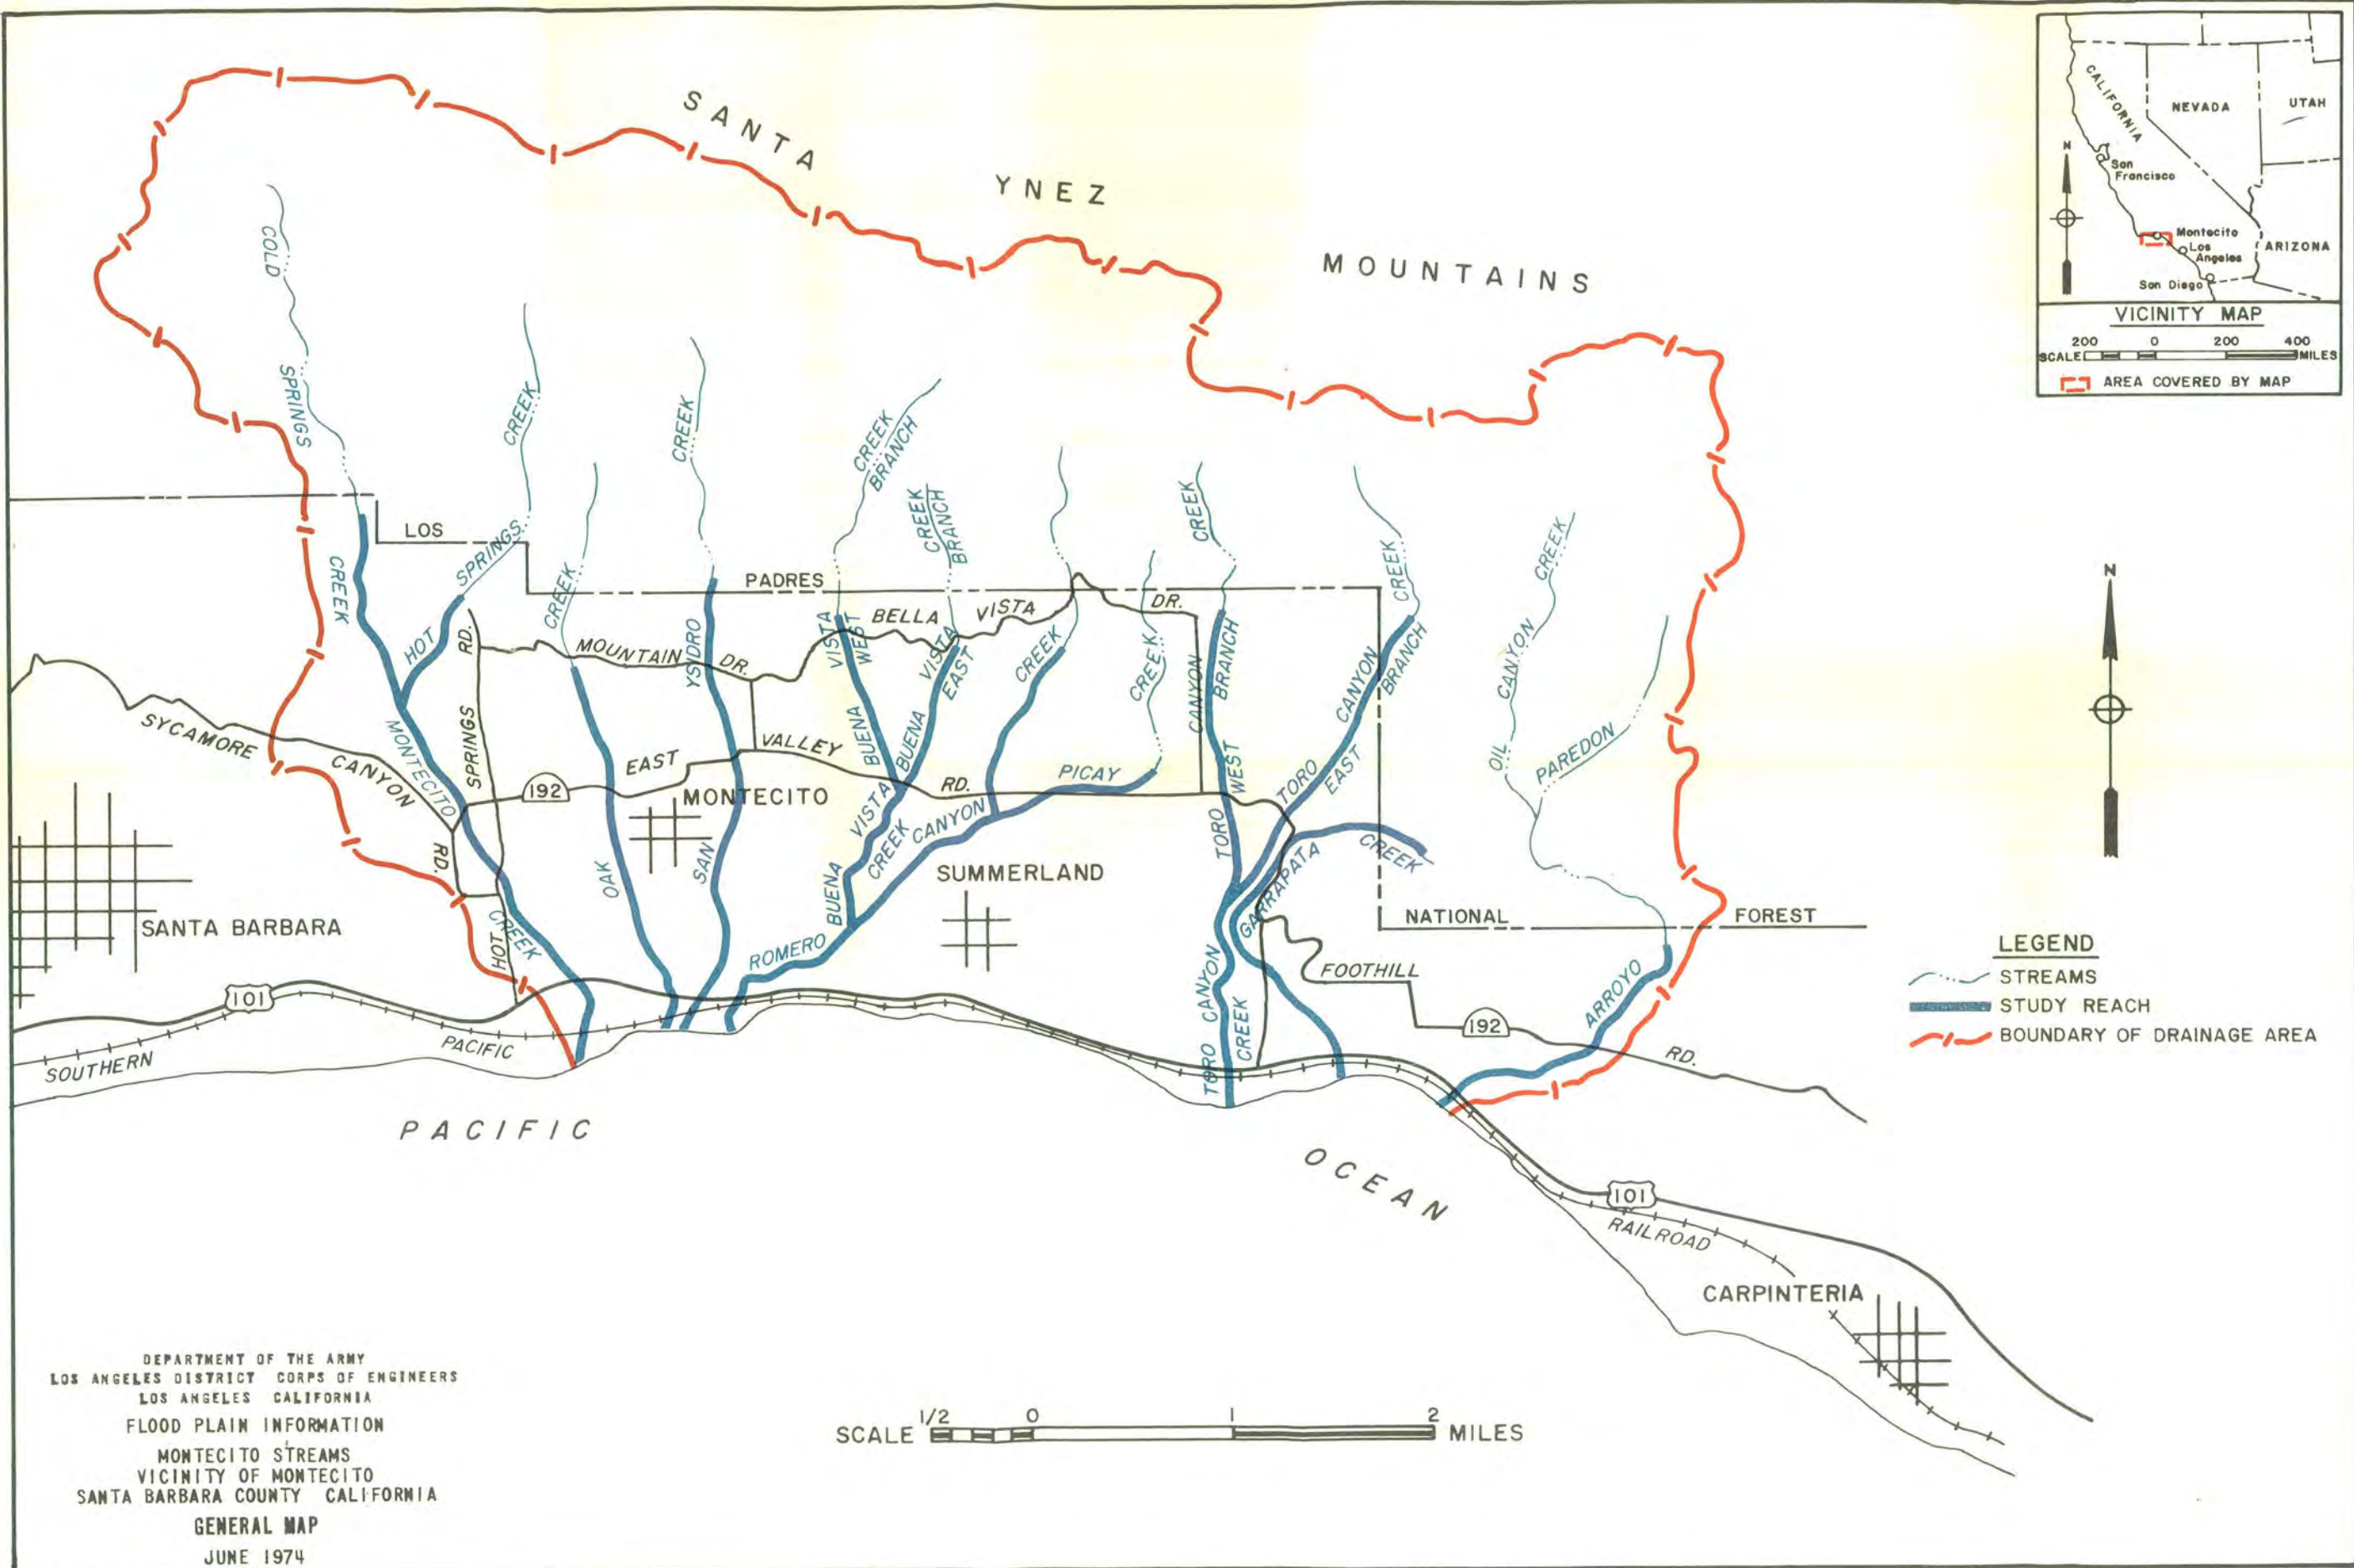 SANTA
YNEZ
MOUNTAINS
CALIFORNIA
NEVADA
UTAH
N
San
Francisco
Montecito
Los
Angeles
ARIZONA
San Diego
VICINITY MAP
200 0 200 400
SCALE MILES
AREA COVERED BY MAP
COLD
SPRINGS
CREEK
HOT
SPRINGS
CREEK
MONTECITO
CREEK
OAK
CREEK
SAN
YSIDRO
CREEK
BUENA
VISTA
CREEK
WEST
BRANCH
BUENA
VISTA
CREEK
EAST
BRANCH
BUENA
VISTA
CREEK
ROMERO
CANYON
CREEK
PICAY
CREEK
TORO
CANYON
CREEK
WEST
BRANCH
TORO
CANYON
CREEK
EAST
BRANCH
TORO CANYON
CREEK
GARRAPATA
CREEK
OIL
CANYON
CREEK
ARROYO
PAREDON
LOS
PADRES
NATIONAL
FOREST
SYCAMORE
CANYON
RD.
HOT
SPRINGS
RD.
MOUNTAIN
DR.
BELLA
VISTA
DR.
192
EAST
VALLEY
RD.
FOOTHILL
192
RD.
SANTA BARBARA
MONTECITO
SUMMERLAND
CARPINTERIA
101
101
SOUTHERN
PACIFIC
RAILROAD
PACIFIC
OCEAN
N
LEGEND
STREAMS
STUDY REACH
BOUNDARY OF DRAINAGE AREA
SCALE 1/2 0 1 2 MILES
DEPARTMENT OF THE ARMY
LOS ANGELES DISTRICT CORPS OF ENGINEERS
LOS ANGELES CALIFORNIA
FLOOD PLAIN INFORMATION
MONTECITO STREAMS
VICINITY OF MONTECITO
SANTA BARBARA COUNTY CALIFORNIA
GENERAL MAP
JUNE 1974